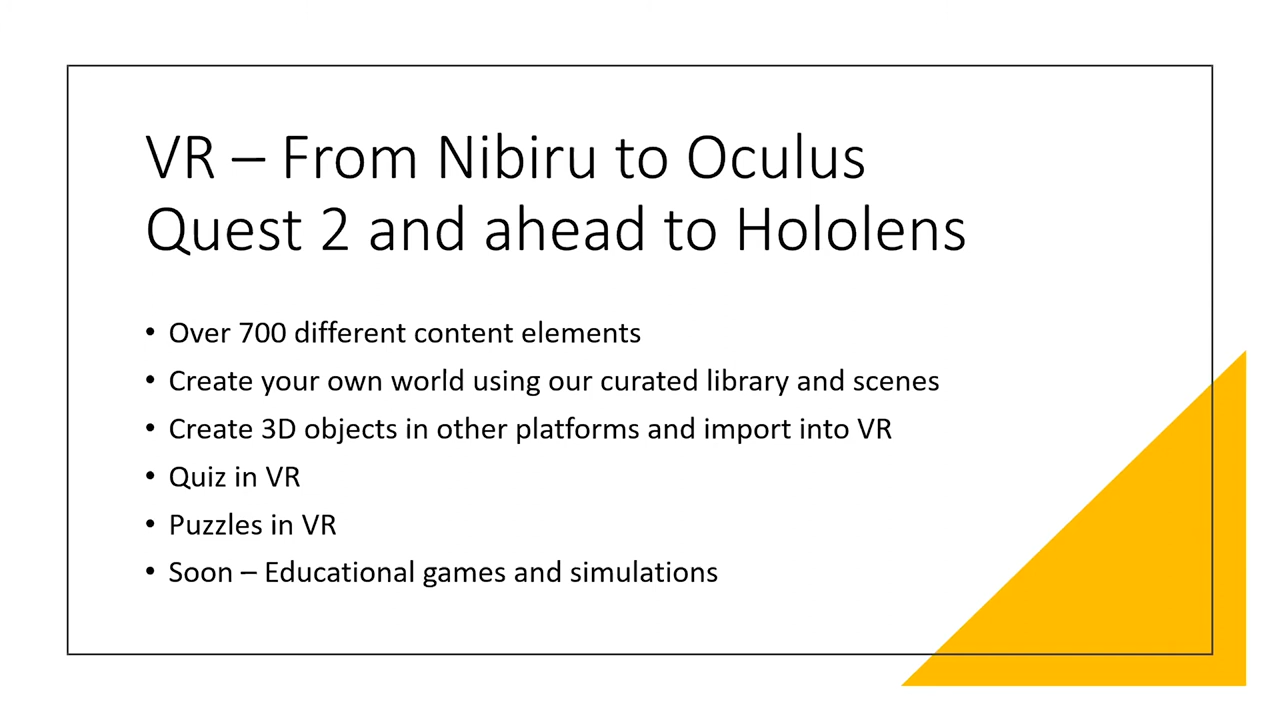 VR – From Nibiru to Oculus
Quest 2 and ahead to Hololens
• Over 700 different content elements
• Create your own world using our curated library and scenes
• Create 3D objects in other platforms and import into VR
• Quiz in VR
• Puzzles in VR
• Soon – Educational games and simulations